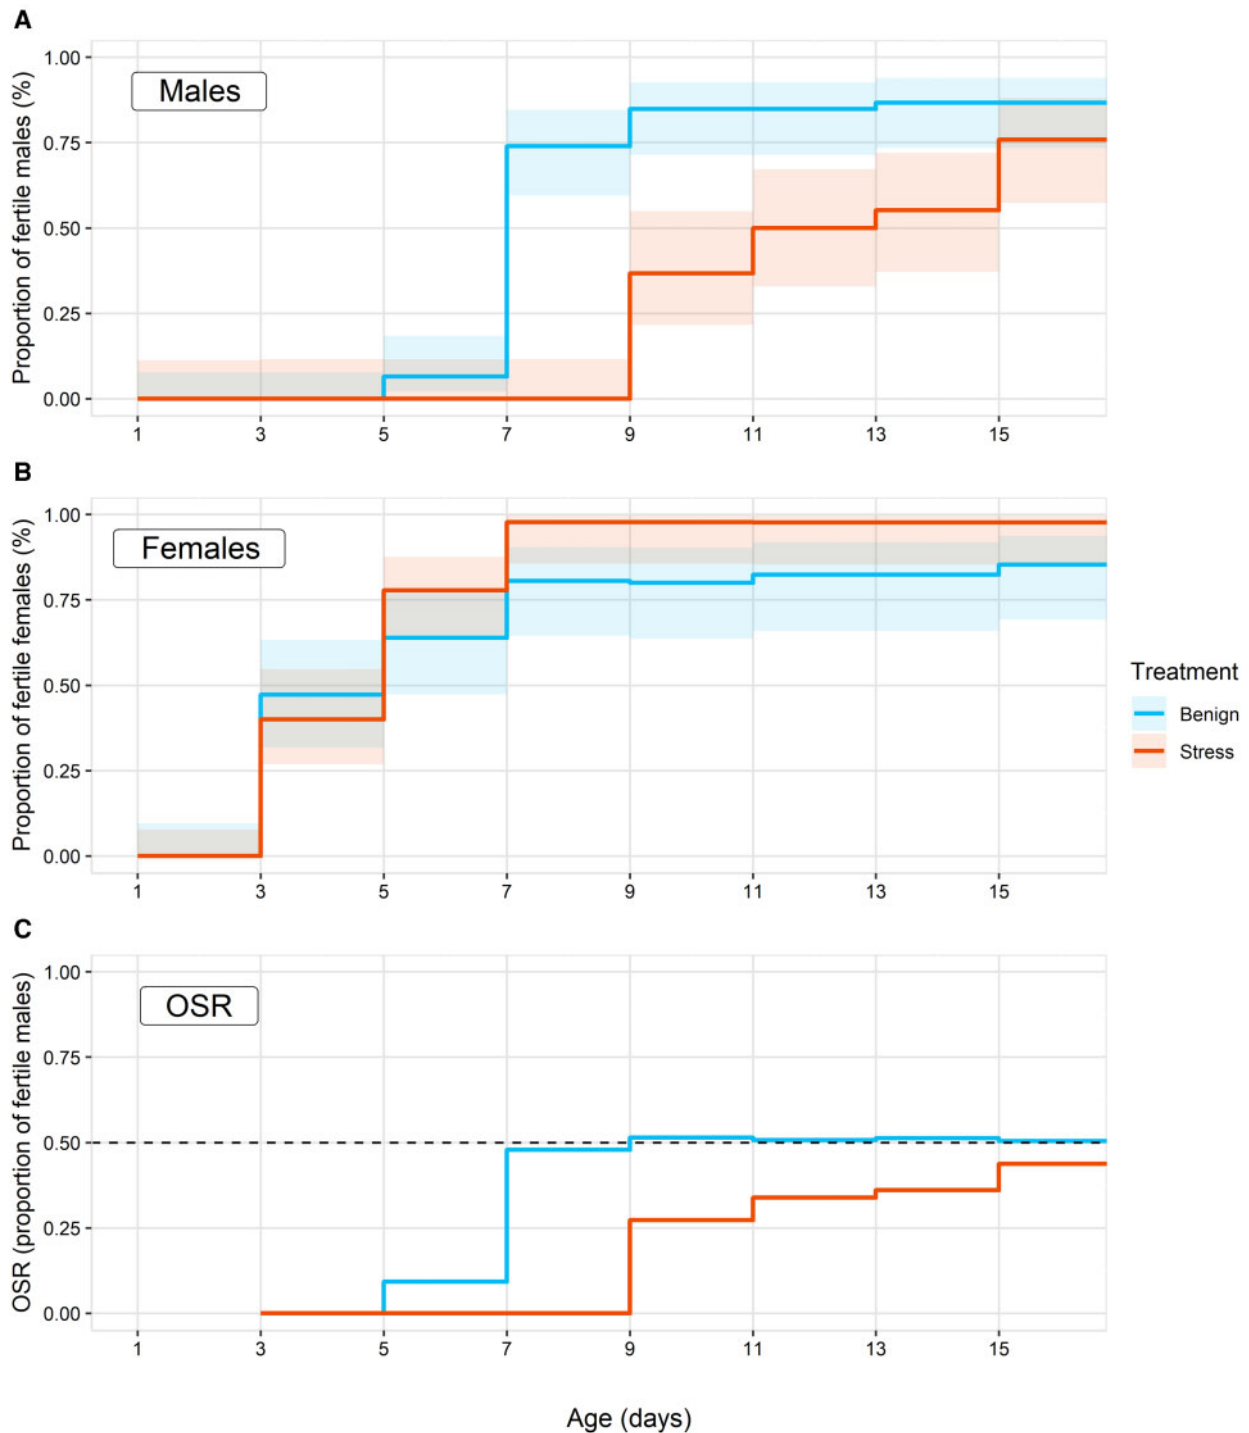 A
Proportion of fertile males (%)
1.00
0.75
0.50
0.25
0.00
Males
1 3 5 7 9 11 13 15
B
Proportion of fertile females (%)
1.00
0.75
0.50
0.25
0.00
Females
1 3 5 7 9 11 13 15
Treatment
Benign
Stress
C
OSR (proportion of fertile males)
1.00
0.75
0.50
0.25
0.00
OSR
1 3 5 7 9 11 13 15
Age (days)